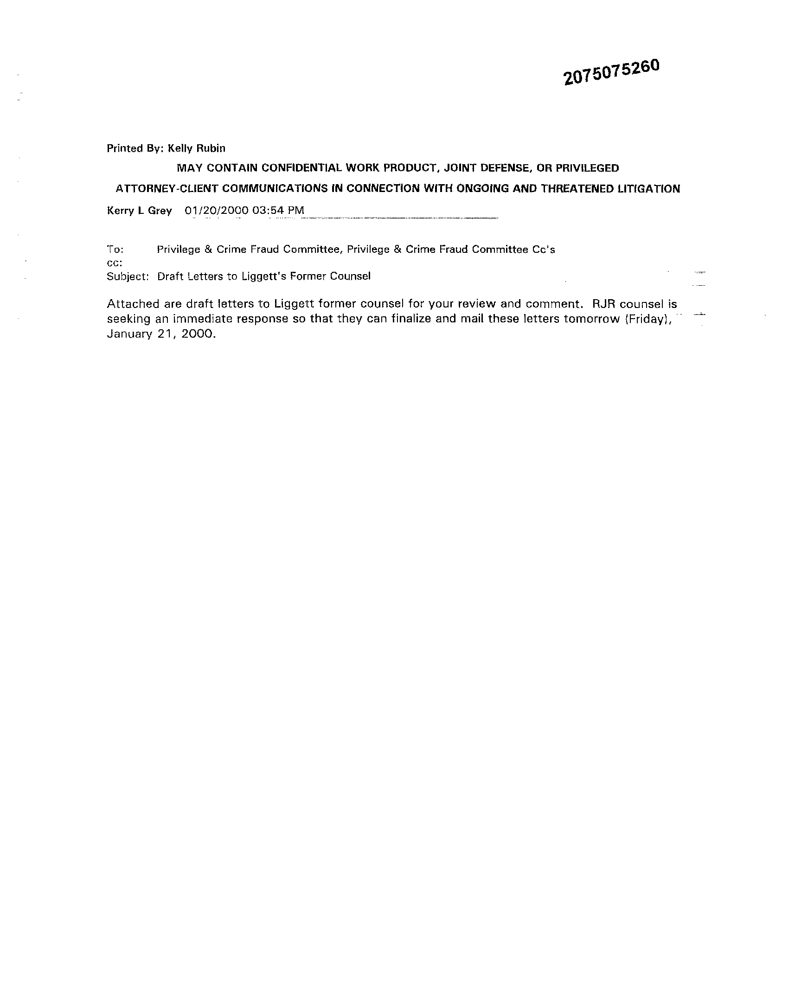 2075075260
Printed By: Kelly Rubin
MAY CONTAIN CONFIDENTIAL WORK PRODUCT, JOINT DEFENSE, OR PRIVILEGED
ATTORNEY-CLIENT COMMUNICATIONS IN CONNECTION WITH ONGOING AND THREATENED LITIGATION
Kerry L Grey 01/20/2000 03:54 PM
To: Privilege & Crime Fraud Committee, Privilege & Crime Fraud Committee Cc's
cc:
Subject: Draft Letters to Liggett's Former Counsel
Attached are draft letters to Liggett former counsel for your review and comment. RJR counsel is
seeking an immediate response so that they can finalize and mail these letters tomorrow (Friday),
January 21, 2000.